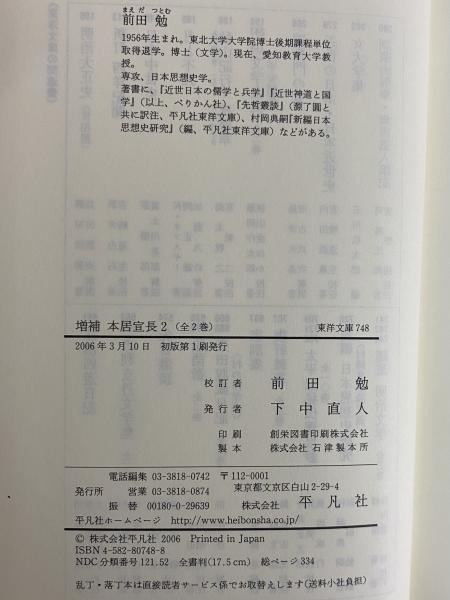 まえ だ つとむ
前田 勉
1956年生まれ。東北大学大学院博士後期課程単位
取得退学。博士（文学）。現在、愛知教育大学教
授。
専攻、日本思想史学。
著書に、『近世日本の儒学と兵学』『近世神道と国
学』（以上、ぺりかん社）、『先哲叢談』（源了圓と
共に訳注、平凡社東洋文庫）、村岡典嗣『新編日本
思想史研究』（編、平凡社東洋文庫）などがある。
増補 本居宣長 2（全2巻） 東洋文庫 748
2006年3月10日 初版第1刷発行
校訂者 前田 勉
発行者 下中直人
印刷 創栄図書印刷株式会社
製本 株式会社 石津製本所
電話編集 03-3818-0742 〒112-0001
発行所 営業 03-3818-0874 東京都文京区白山2-29-4
振替 00180-0-29639 株式会社 平凡社
平凡社ホームページ http://www.heibonsha.co.jp/
© 株式会社平凡社 2006 Printed in Japan
ISBN 4-582-80748-8
NDC分類番号121.52 全書判(17.5cm) 総ページ334
乱丁・落丁本は直接読者サービス係でお取替えします（送料小社負担）